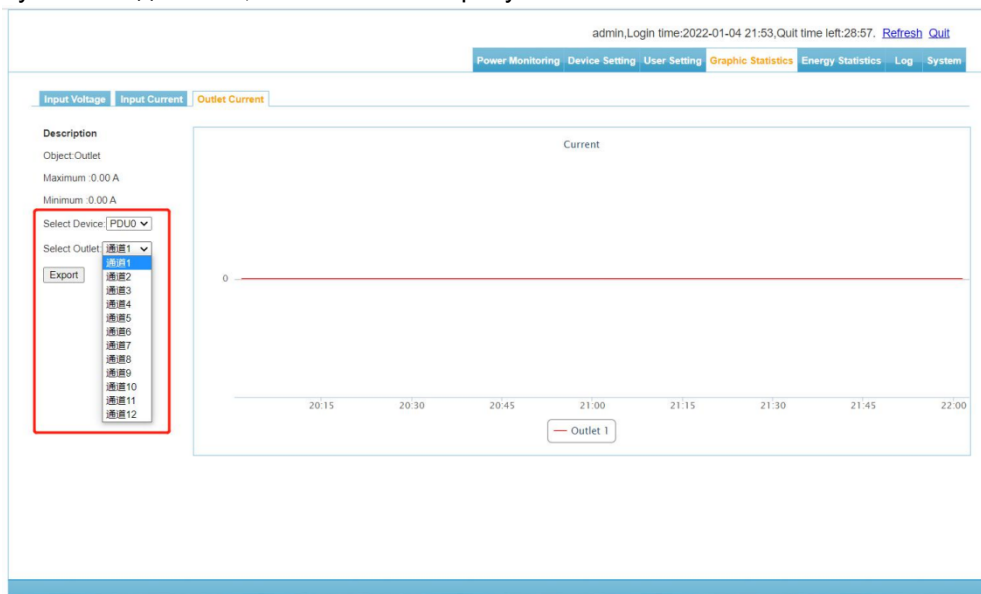 admin,Login time:2022-01-04 21:53,Quit time left:28:57. Refresh Quit
Power Monitoring Device Setting User Setting Graphic Statistics Energy Statistics Log System
Input Voltage Input Current Outlet Current
Description
Object:Outlet
Maximum :0.00 A
Minimum :0.00 A
Select Device: PDU0
Select Outlet: 通道1
通道1
通道2
通道3
通道4
通道5
通道6
通道7
通道8
通道9
通道10
通道11
通道12
Export
Current
0
20:15 20:30 20:45 21:00 21:15 21:30 21:45 22:00
Outlet 1